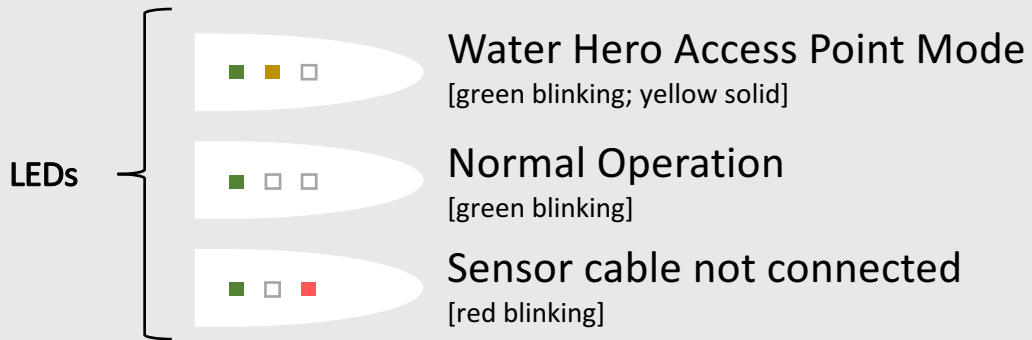 LEDs
Water Hero Access Point Mode
[green blinking; yellow solid]
Normal Operation
[green blinking]
Sensor cable not connected
[red blinking]